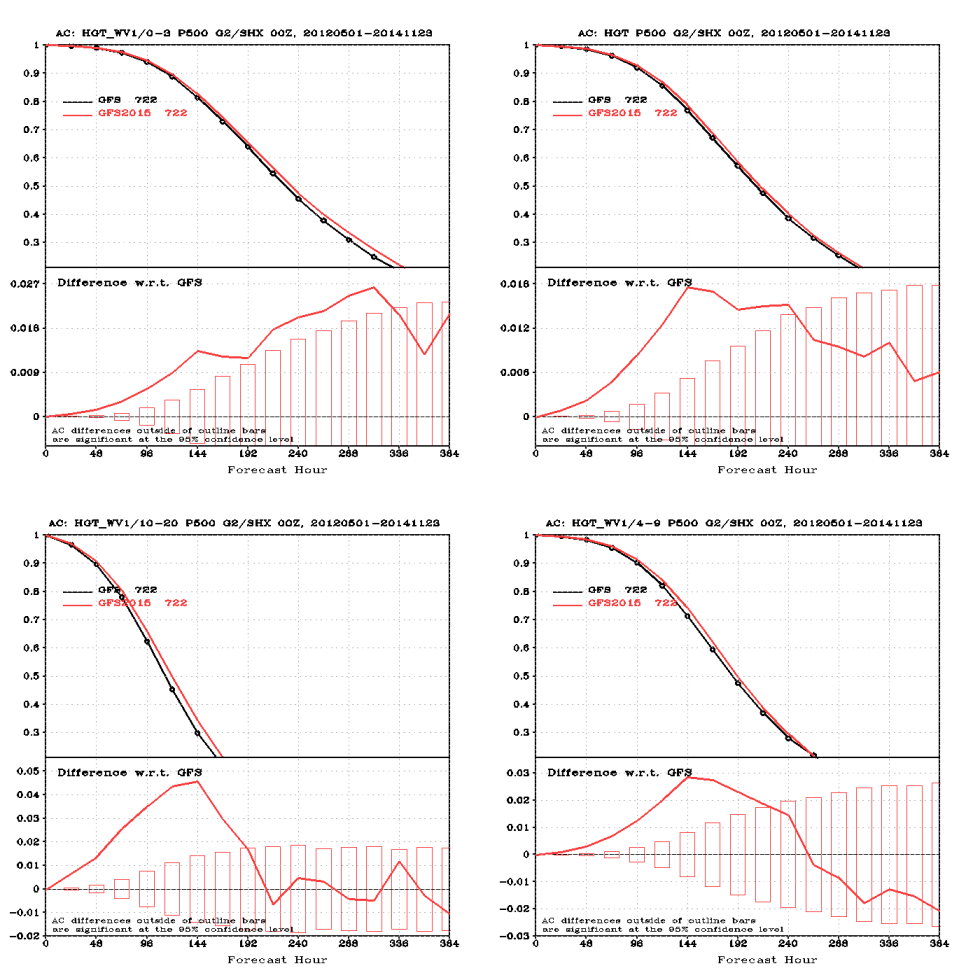 AC: HGT_WV1/0-3 P500 G2/SHX 00Z, 20120501-20141123
1
0.9
0.8
0.7
0.6
0.5
0.4
0.3
GFS 722
GFS2015 722
Difference w.r.t. GFS
0.027
0.018
0.009
0
AC differences outside of outline bars
are significant at the 95% confidence level
0 48 96 144 192 240 288 336 384
Forecast Hour
AC: HGT P500 G2/SHX 00Z, 20120501-20141123
1
0.9
0.8
0.7
0.6
0.5
0.4
0.3
GFS 722
GFS2015 722
Difference w.r.t. GFS
0.018
0.012
0.006
0
AC differences outside of outline bars
are significant at the 95% confidence level
0 48 96 144 192 240 288 336 384
Forecast Hour
AC: HGT_WV1/10-20 P500 G2/SHX 00Z, 20120501-20141123
1
0.9
0.8
0.7
0.6
0.5
0.4
0.3
GFS 722
GFS2015 722
Difference w.r.t. GFS
0.05
0.04
0.03
0.02
0.01
0
-0.01
-0.02
AC differences outside of outline bars
are significant at the 95% confidence level
0 48 96 144 192 240 288 336 384
Forecast Hour
AC: HGT_WV1/4-9 P500 G2/SHX 00Z, 20120501-20141123
1
0.9
0.8
0.7
0.6
0.5
0.4
0.3
GFS 722
GFS2015 722
Difference w.r.t. GFS
0.03
0.02
0.01
0
-0.01
-0.02
-0.03
AC differences outside of outline bars
are significant at the 95% confidence level
0 48 96 144 192 240 288 336 384
Forecast Hour